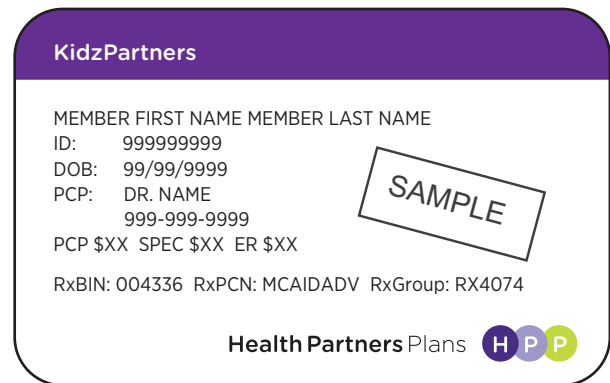 KidzPartners
MEMBER FIRST NAME MEMBER LAST NAME
ID: 999999999
DOB: 99/99/9999
PCP: DR. NAME
999-999-9999
PCP $XX SPEC $XX ER $XX
SAMPLE
RxBIN: 004336 RxPCN: MCAIDADV RxGroup: RX4074
Health Partners Plans HPP